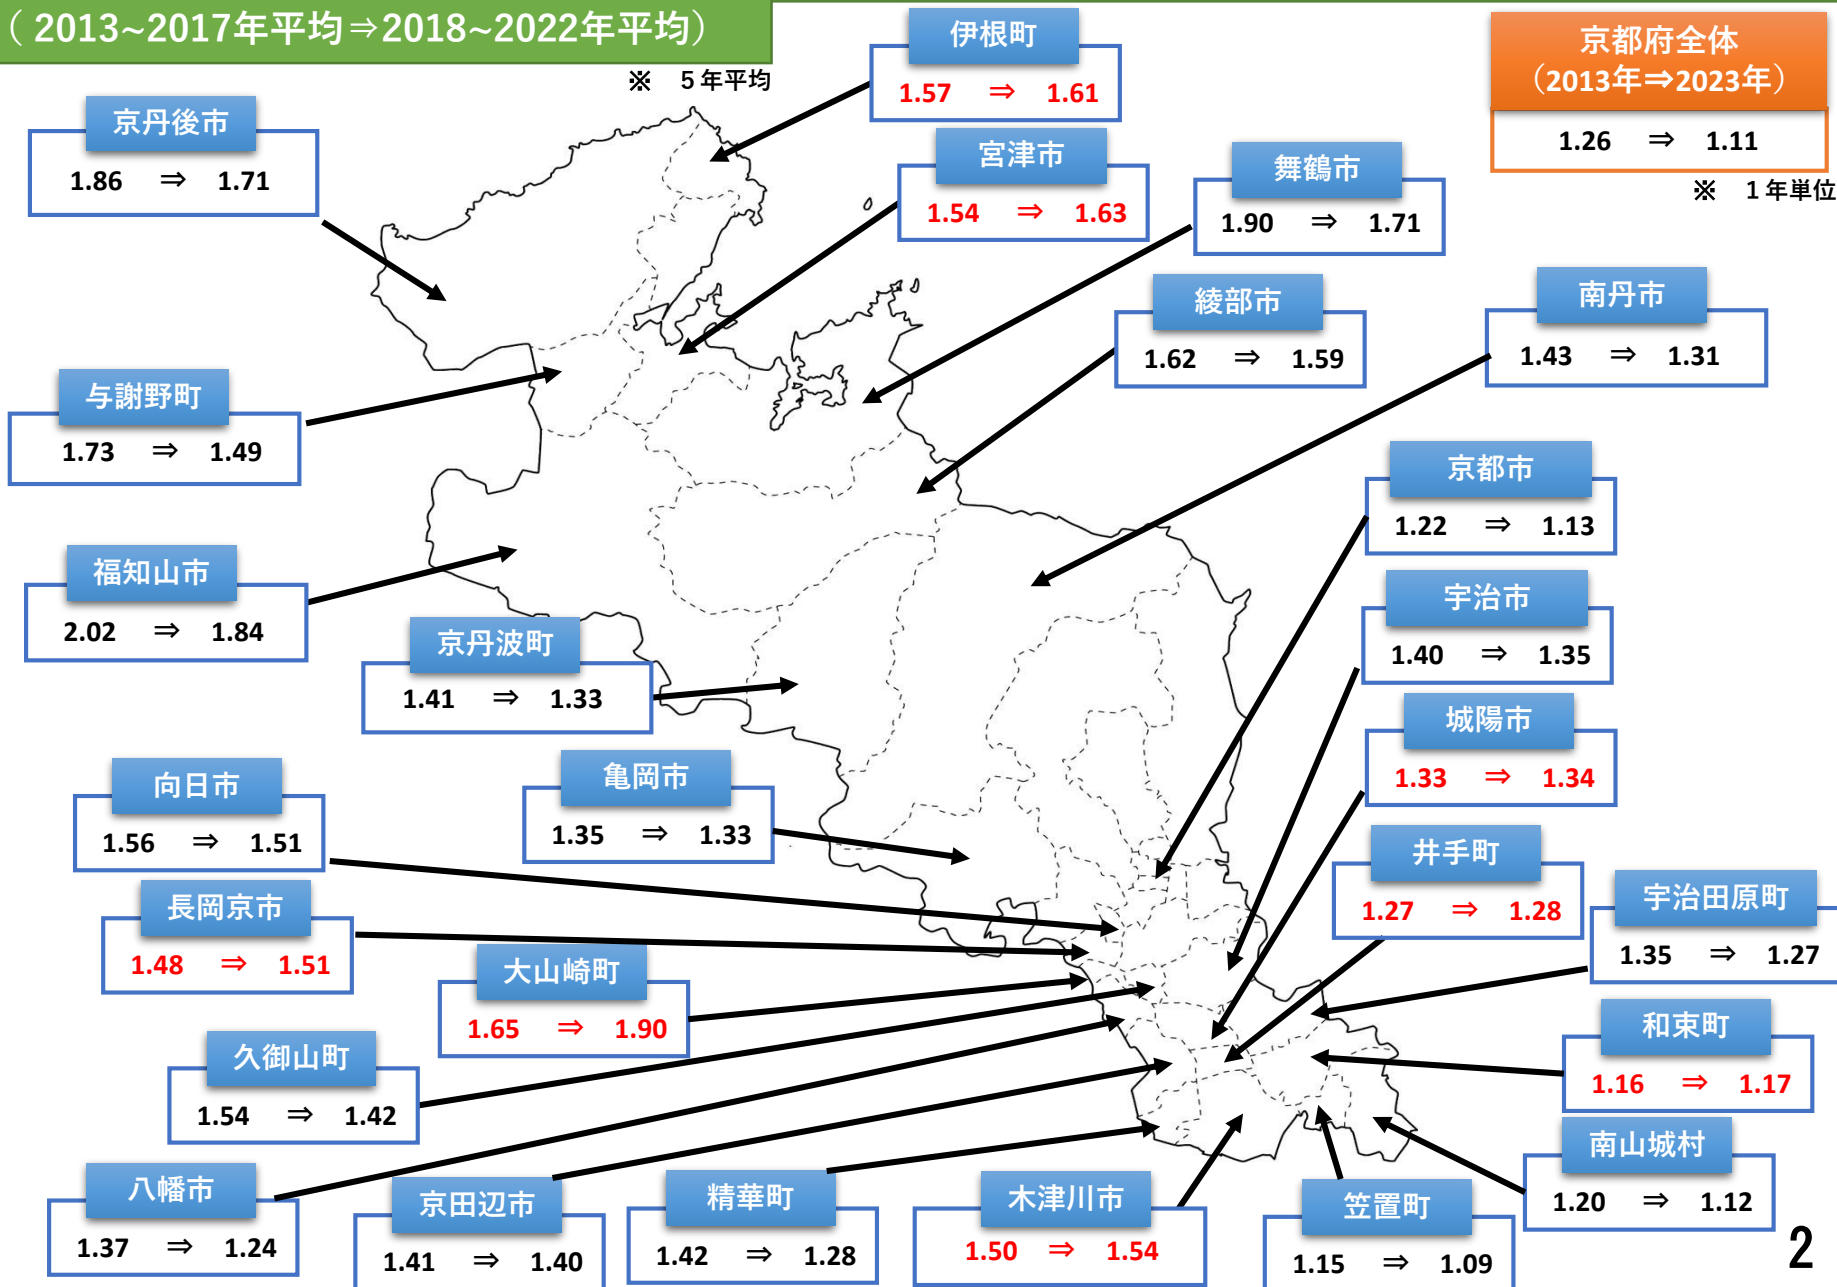 （ 2013~2017年平均⇒2018~2022年平均）
※　５年平均
京都府全体
（2013年⇒2023年）
1.26 ⇒ 1.11
※　１年単位
伊根町
1.57 ⇒ 1.61
京丹後市
1.86 ⇒ 1.71
宮津市
1.54 ⇒ 1.63
舞鶴市
1.90 ⇒ 1.71
綾部市
1.62 ⇒ 1.59
南丹市
1.43 ⇒ 1.31
与謝野町
1.73 ⇒ 1.49
京都市
1.22 ⇒ 1.13
福知山市
2.02 ⇒ 1.84
宇治市
1.40 ⇒ 1.35
京丹波町
1.41 ⇒ 1.33
城陽市
1.33 ⇒ 1.34
向日市
1.56 ⇒ 1.51
亀岡市
1.35 ⇒ 1.33
井手町
1.27 ⇒ 1.28
宇治田原町
1.35 ⇒ 1.27
長岡京市
1.48 ⇒ 1.51
大山崎町
1.65 ⇒ 1.90
和束町
1.16 ⇒ 1.17
久御山町
1.54 ⇒ 1.42
南山城村
1.20 ⇒ 1.12
八幡市
1.37 ⇒ 1.24
京田辺市
1.41 ⇒ 1.40
精華町
1.42 ⇒ 1.28
木津川市
1.50 ⇒ 1.54
笠置町
1.15 ⇒ 1.09
2